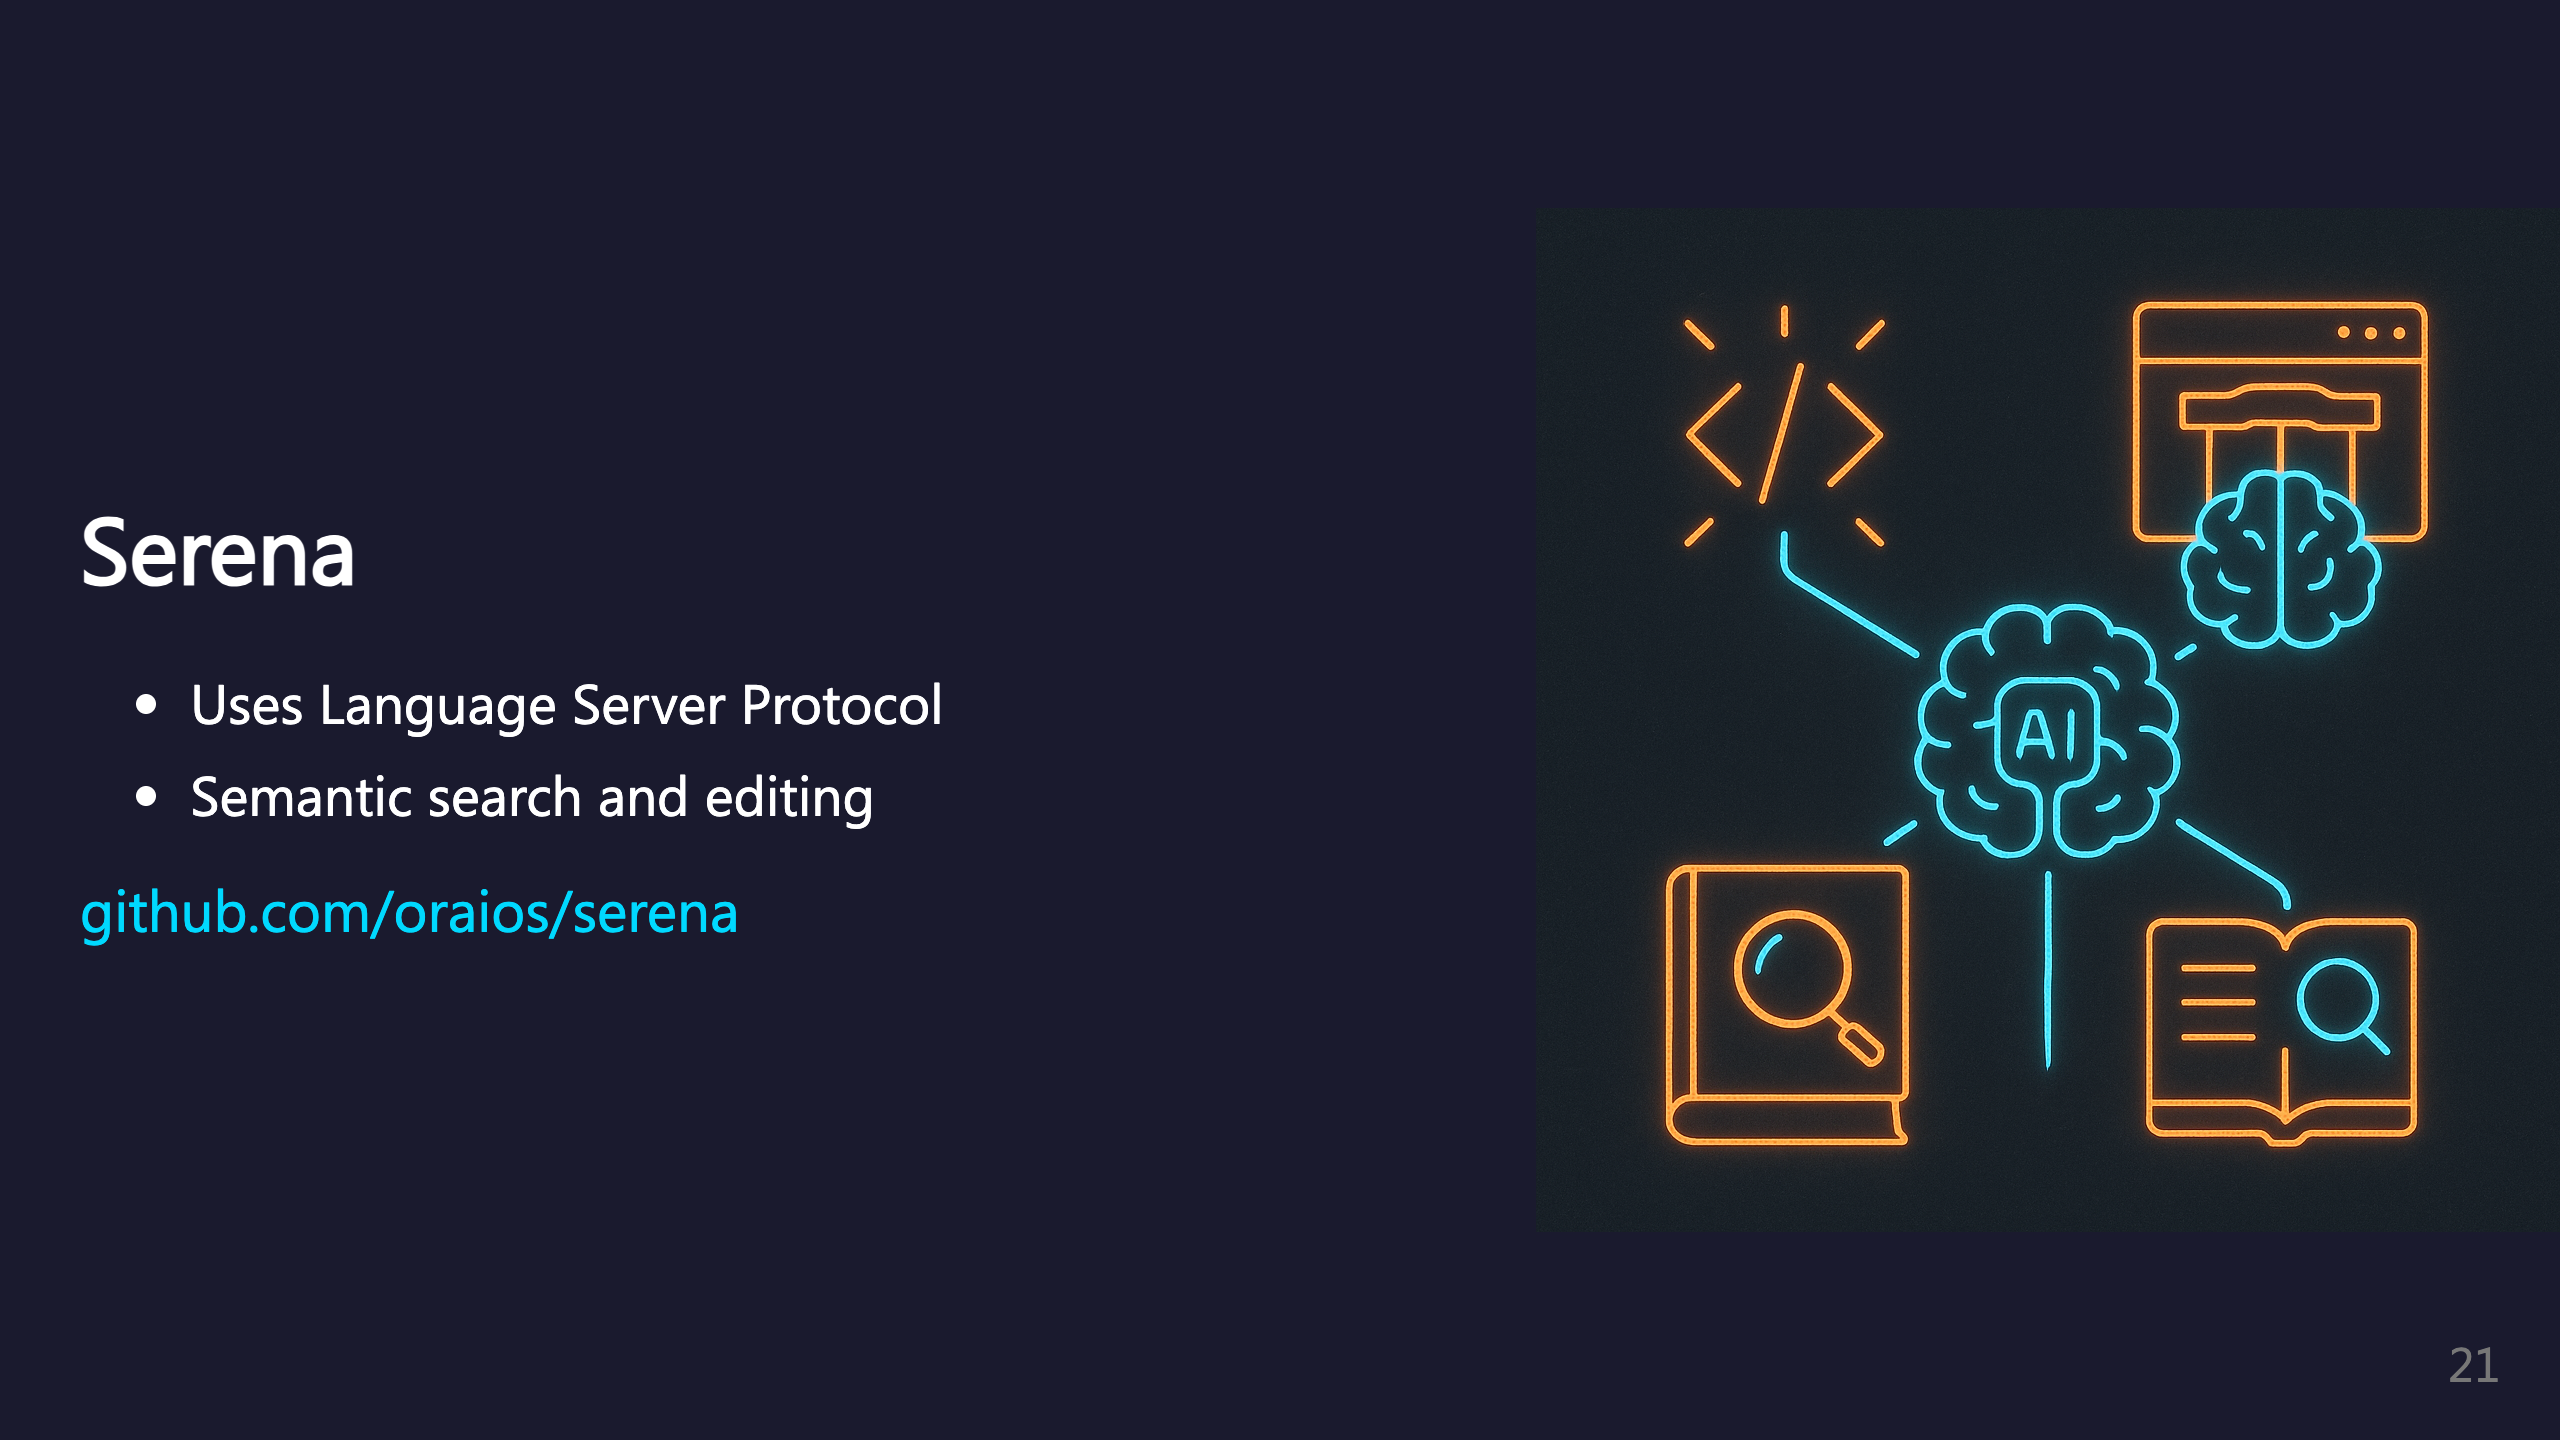 Serena
• Uses Language Server Protocol
• Semantic search and editing
github.com/oraios/serena
AI
21